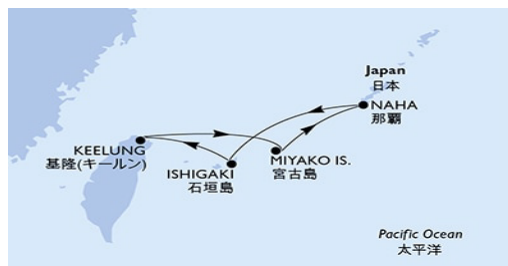 Japan
日本
NAHA
那覇
KEELUNG
基隆(キールン)
MIYAKO IS.
宮古島
ISHIGAKI
石垣島
Pacific Ocean
太平洋